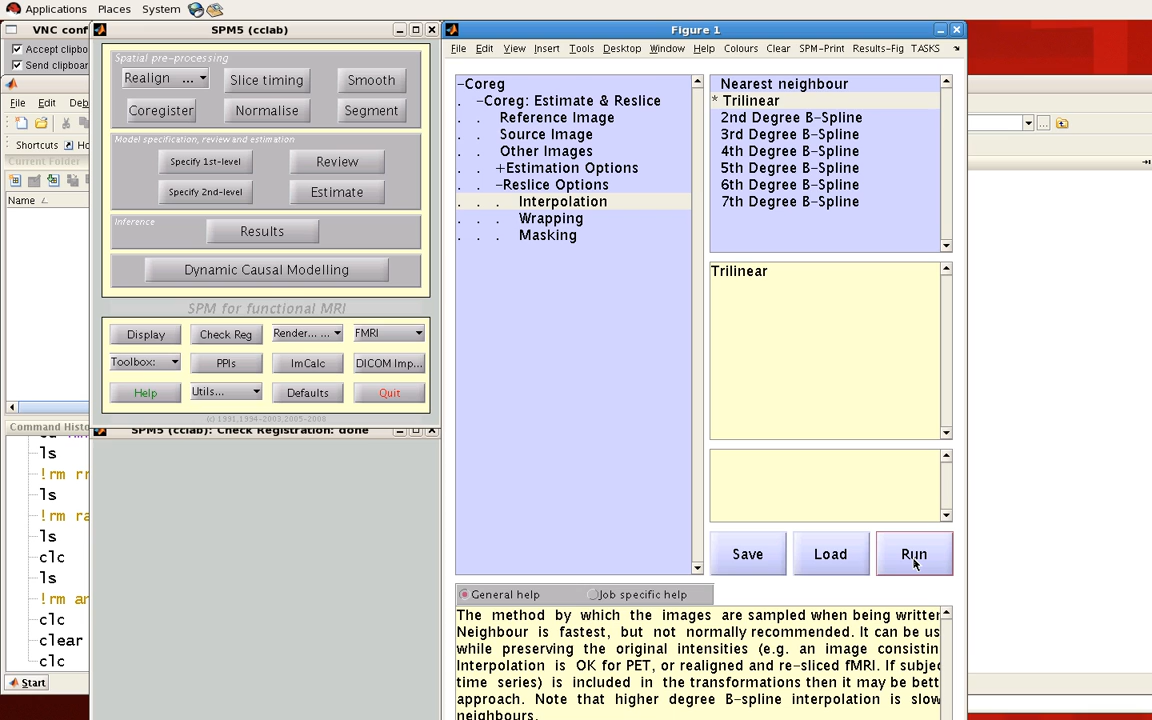 Applications Places System
VNC conf
Accept clipbo
Send clipboar
File Edit Deb
Shortcuts Ho
Current Folder
Name
Command Histo
ls
!rm rr
ls
!rm ra
ls
clc
ls
!rm an
clc
clear
clc
Start
SPM5 (cclab)
Spatial pre-processing
Realign ... Slice timing Smooth
Coregister Normalise Segment
Model specification, review and estimation
Specify 1st-level Review
Specify 2nd-level Estimate
Inference
Results
Dynamic Causal Modelling
SPM for functional MRI
Display Check Reg Render... ... FMRI
Toolbox: PPIs ImCalc DICOM Imp...
Help Utils... Defaults Quit
(c) 1991,1994-2003,2005-2008
SPM5 (cclab): Check Registration: done
Figure 1
File Edit View Insert Tools Desktop Window Help Colours Clear SPM-Print Results-Fig TASKS
-Coreg
. -Coreg: Estimate & Reslice
. . Reference Image
. . Source Image
. . Other Images
. . +Estimation Options
. . -Reslice Options
. . . Interpolation
. . . Wrapping
. . . Masking
Nearest neighbour
* Trilinear
2nd Degree B-Spline
3rd Degree B-Spline
4th Degree B-Spline
5th Degree B-Spline
6th Degree B-Spline
7th Degree B-Spline
Trilinear
Save Load Run
General help Job specific help
The method by which the images are sampled when being written
Neighbour is fastest, but not normally recommended. It can be us
while preserving the original intensities (e.g. an image consistin
Interpolation is OK for PET, or realigned and re-sliced fMRI. If subjec
time series) is included in the transformations then it may be bett
approach. Note that higher degree B-spline interpolation is slow
neighbours.
...